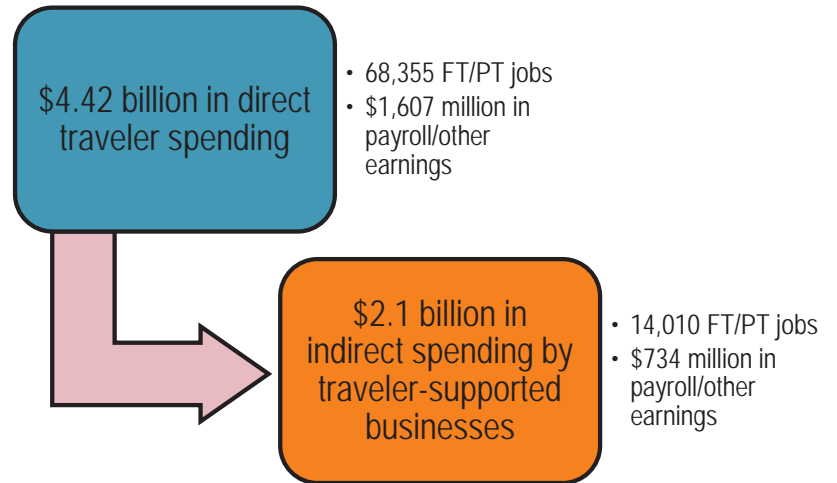 $4.42 billion in direct
traveler spending
• 68,355 FT/PT jobs
• $1,607 million in
payroll/other
earnings
$2.1 billion in
indirect spending by
traveler-supported
businesses
• 14,010 FT/PT jobs
• $734 million in
payroll/other
earnings